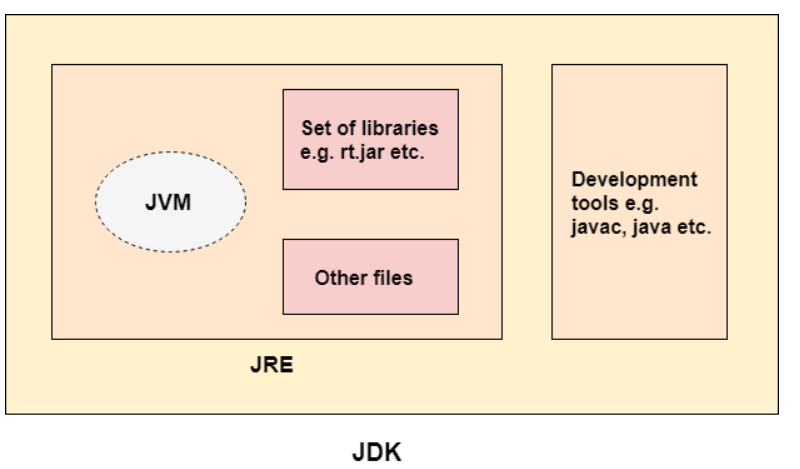 Set of libraries
e.g. rt.jar etc.
JVM
Other files
JRE
Development
tools e.g.
javac, java etc.
JDK